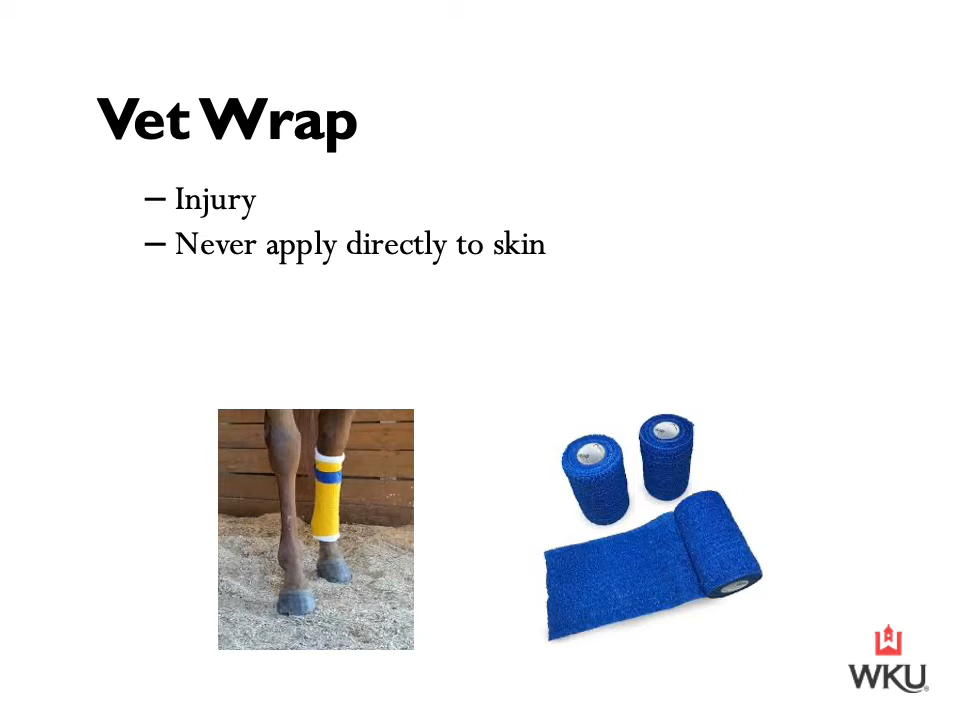 Vet Wrap
– Injury
– Never apply directly to skin
WKU®